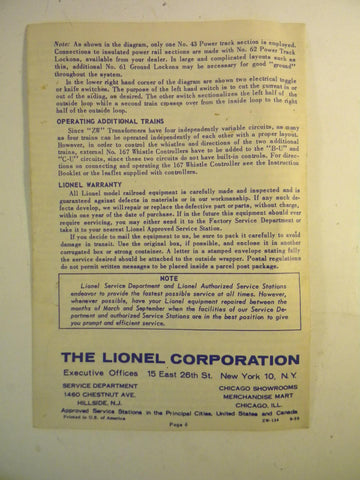 Note: As shown in the diagram, only one No. 43 Power track section is employed.
Connections to insulated power rail sections are made with No. 62 Power Track
Lockons, available from your dealer. In large and complicated layouts such as
this, additional No. 61 Ground Lockons may be necessary for good "ground"
throughout the system.
In the lower right hand corner of the diagram are shown two electrical toggle
or knife switches. The purpose of the left hand switch is to cut the current in or
out of the siding, as desired. The other switch sectionalizes the left half of the
outside loop while a second train crosses over from the inside loop to the right
half of the outside loop.
OPERATING ADDITIONAL TRAINS
Since "ZW" Transformers have four independently variable circuits, as many
as four trains can be operated independently of each other with a proper layout.
However, in order to control the whistles and directions of the two additional
trains, external No. 167 Whistle Controllers have to be added to the "B-U" and
"C-U" circuits, since these two circuits do not have built-in controls. For direc-
tions on connecting and operating the 167 Whistle Controller see the Instruction
Booklet or the leaflet supplied with controllers.
LIONEL WARRANTY
All Lionel model railroad equipment is carefully made and inspected and is
guaranteed against defects in materials or in our workmanship. If any such de-
fects develop, we will repair or replace the defective part or parts, without charge,
within one year of the date of purchase. If in the future this equipment should ever
require servicing, you may either send it to the Factory Service Department or
take it to your nearest Lionel Approved Service Station.
If you decide to mail the equipment to us, be sure to pack it carefully to avoid
damage in transit. Use the original box, if possible, and enclose it in another
corrugated box or strong container. A letter in a stamped envelope stating fully
the service desired should be attached to the outside wrapper. Postal regulations
do not permit written messages to be placed inside a parcel post package.
NOTE
Lionel Service Department and Lionel Authorized Service Stations
endeavor to provide the fastest possible service at all times. However,
whenever possible, have your Lionel equipment repaired between the
months of March and September when the facilities of our Service De-
partment and authorized Service Stations are in the best position to give
you prompt and efficient service.
THE LIONEL CORPORATION
Executive Offices 15 East 26th St. New York 10, N.Y.
SERVICE DEPARTMENT
1460 CHESTNUT AVE.
HILLSIDE, N.J.
CHICAGO SHOWROOMS
MERCHANDISE MART
CHICAGO, ILL.
Approved Service Stations in the Principal Cities, United States and Canada
Printed in U.S. of America
Page 6